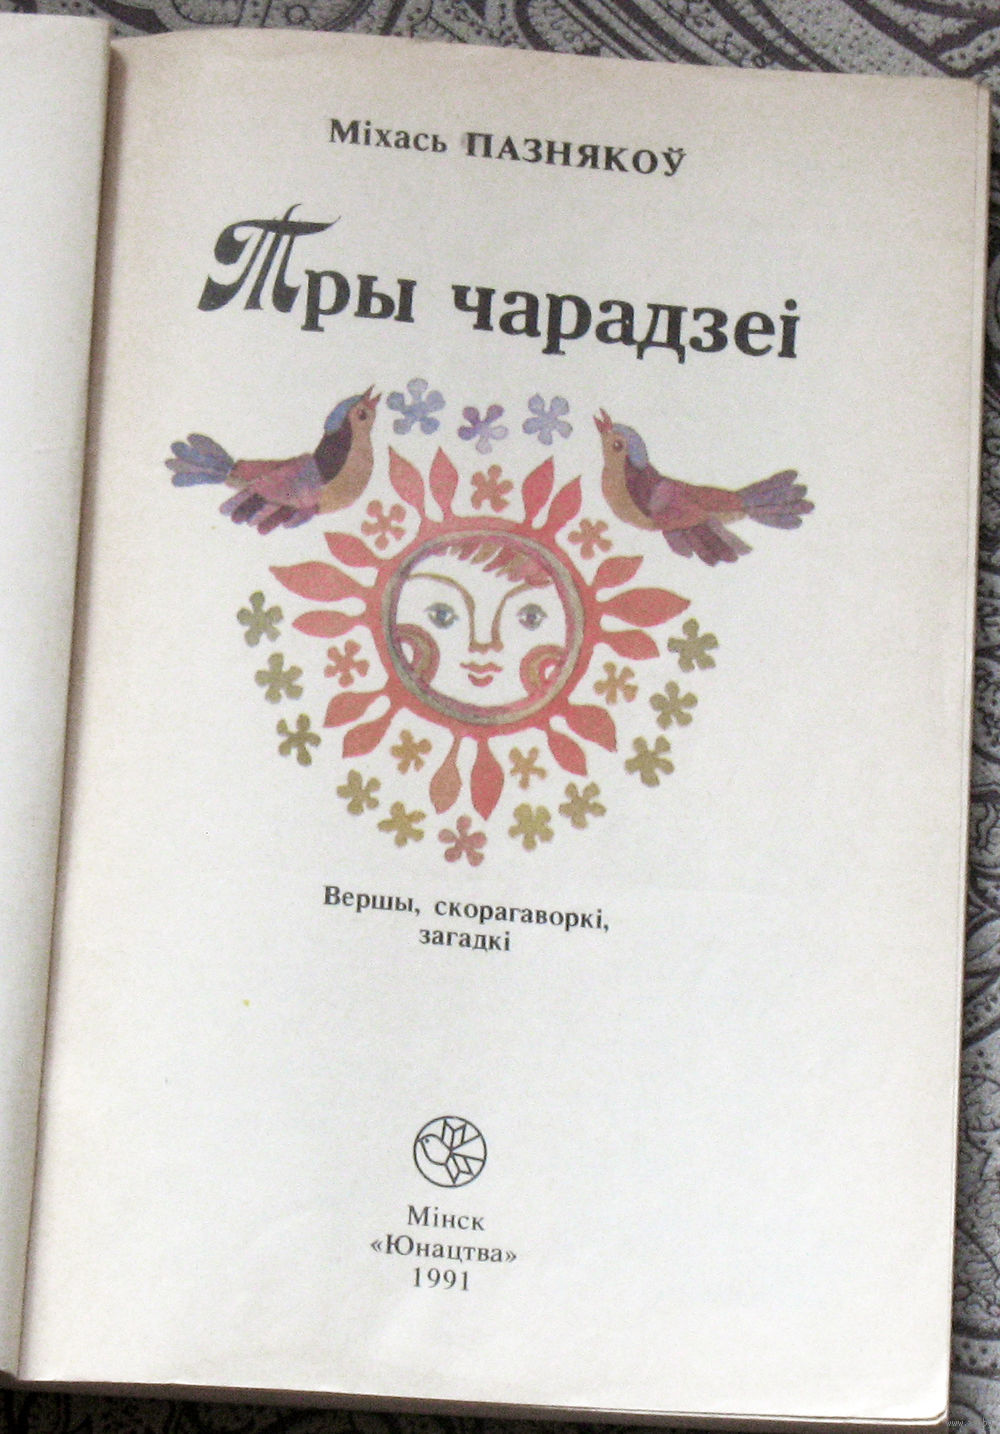 Міхась ПАЗНЯКОЎ
Тры чарадзеі
Вершы, скорагаворкі,
загадкі
Мінск
«Юнацтва»
1991